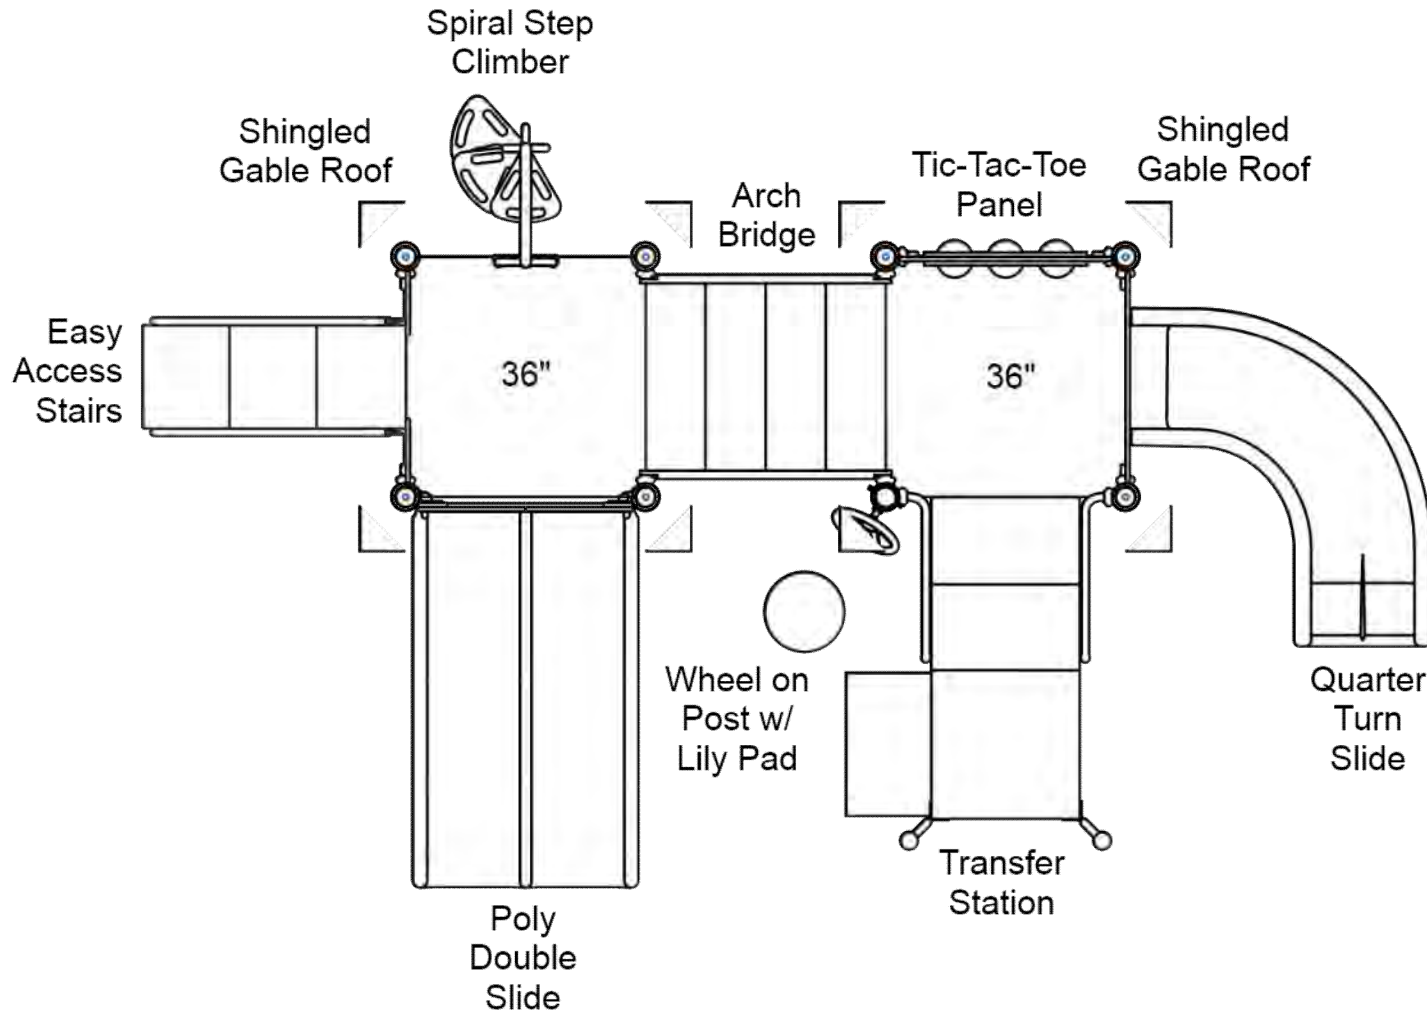 Spiral Step
Climber
Shingled
Gable Roof
Arch
Bridge
Tic-Tac-Toe
Panel
Shingled
Gable Roof
Easy
Access
Stairs
36"
36"
Wheel on
Post w/
Lily Pad
Quarter
Turn
Slide
Transfer
Station
Poly
Double
Slide